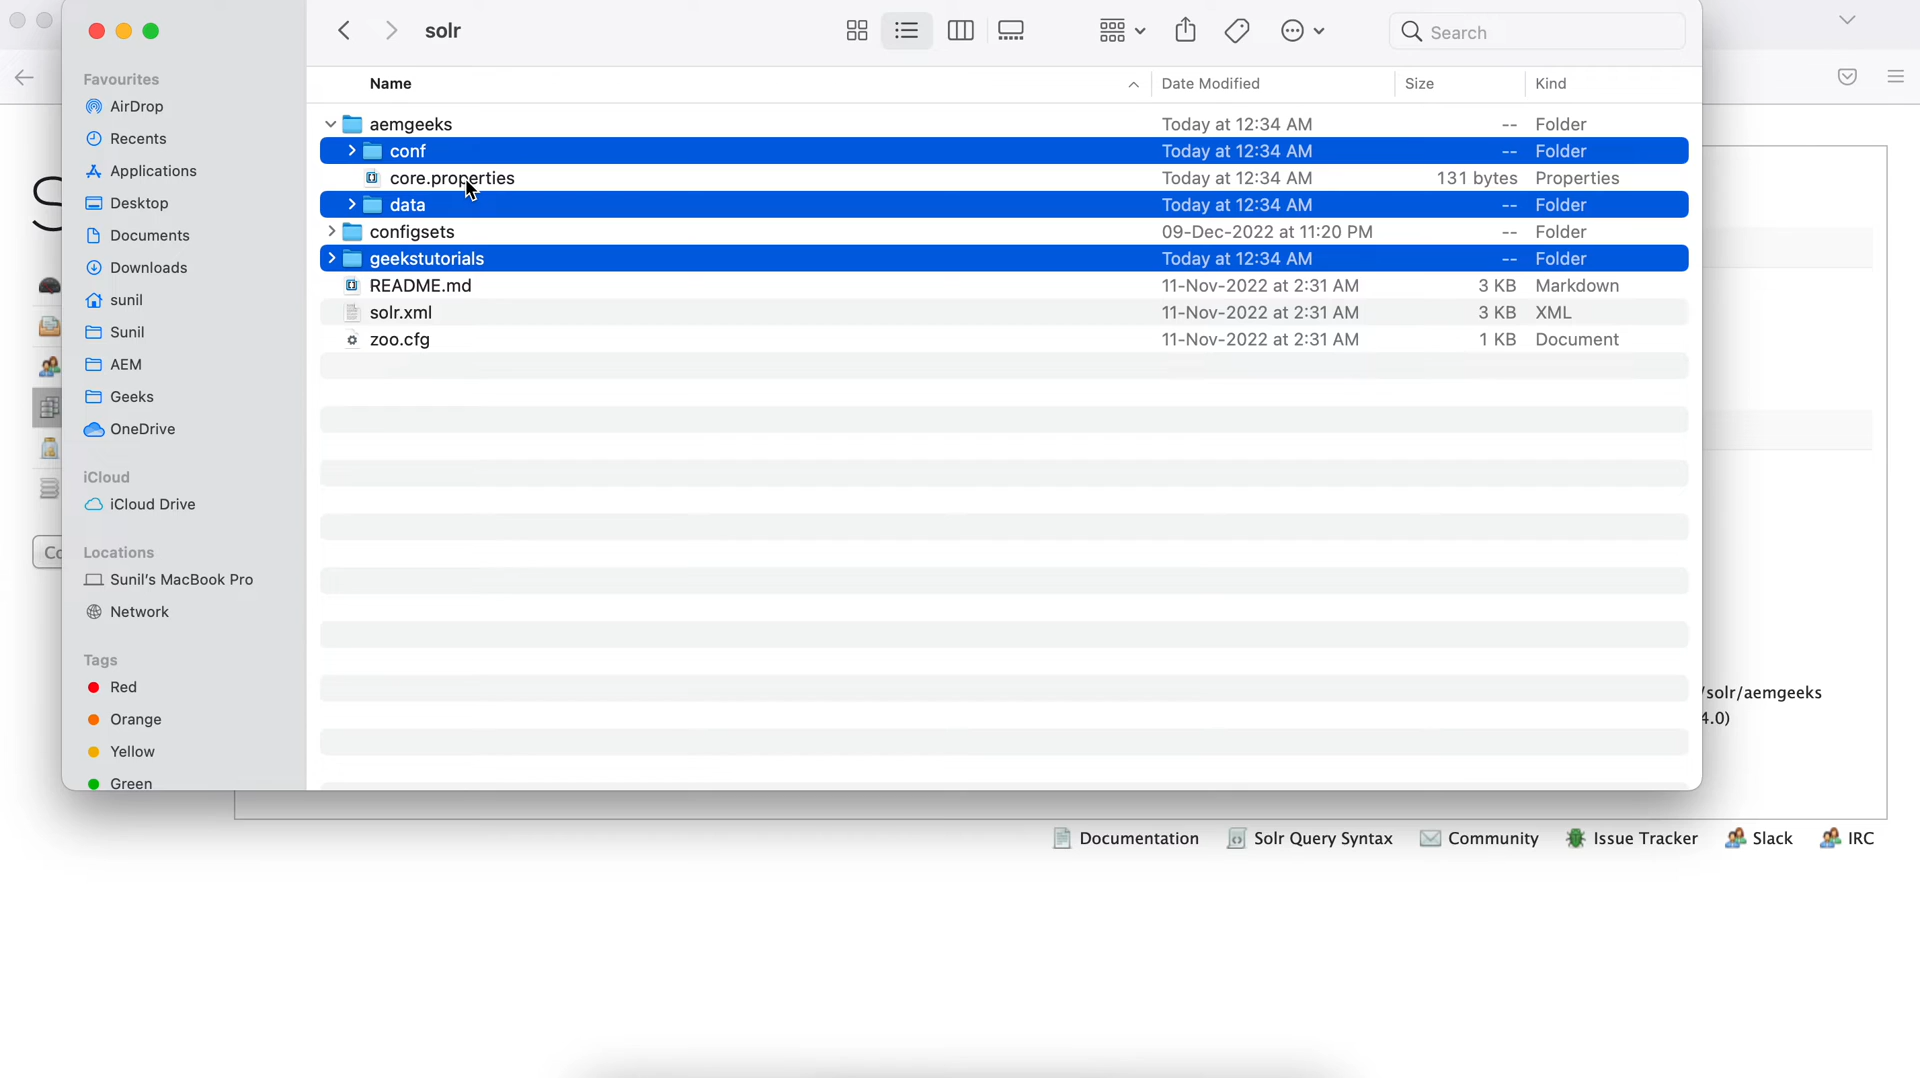 solr
Search
Favourites
AirDrop
Recents
Applications
Desktop
Documents
Downloads
sunil
Sunil
AEM
Geeks
OneDrive
iCloud
iCloud Drive
Locations
Sunil's MacBook Pro
Network
Tags
Red
Orange
Yellow
Green
Name Date Modified Size Kind
aemgeeks Today at 12:34 AM -- Folder
conf Today at 12:34 AM -- Folder
core.properties Today at 12:34 AM 131 bytes Properties
data Today at 12:34 AM -- Folder
configsets 09-Dec-2022 at 11:20 PM -- Folder
geekstutorials Today at 12:34 AM -- Folder
README.md 11-Nov-2022 at 2:31 AM 3 KB Markdown
solr.xml 11-Nov-2022 at 2:31 AM 3 KB XML
zoo.cfg 11-Nov-2022 at 2:31 AM 1 KB Document
/solr/aemgeeks
4.0)
Documentation Solr Query Syntax Community Issue Tracker Slack IRC